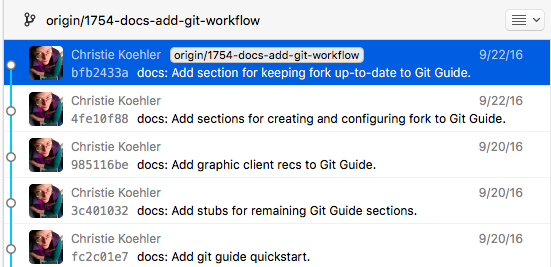 origin/1754-docs-add-git-workflow
Christie Koehler origin/1754-docs-add-git-workflow 9/22/16
bfb2433a docs: Add section for keeping fork up-to-date to Git Guide.
Christie Koehler 9/22/16
4fe10f88 docs: Add sections for creating and configuring fork to Git Guide.
Christie Koehler 9/20/16
985116be docs: Add graphic client recs to Git Guide.
Christie Koehler 9/20/16
3c401032 docs: Add stubs for remaining Git Guide sections.
Christie Koehler 9/20/16
fc2c01e7 docs: Add git guide quickstart.